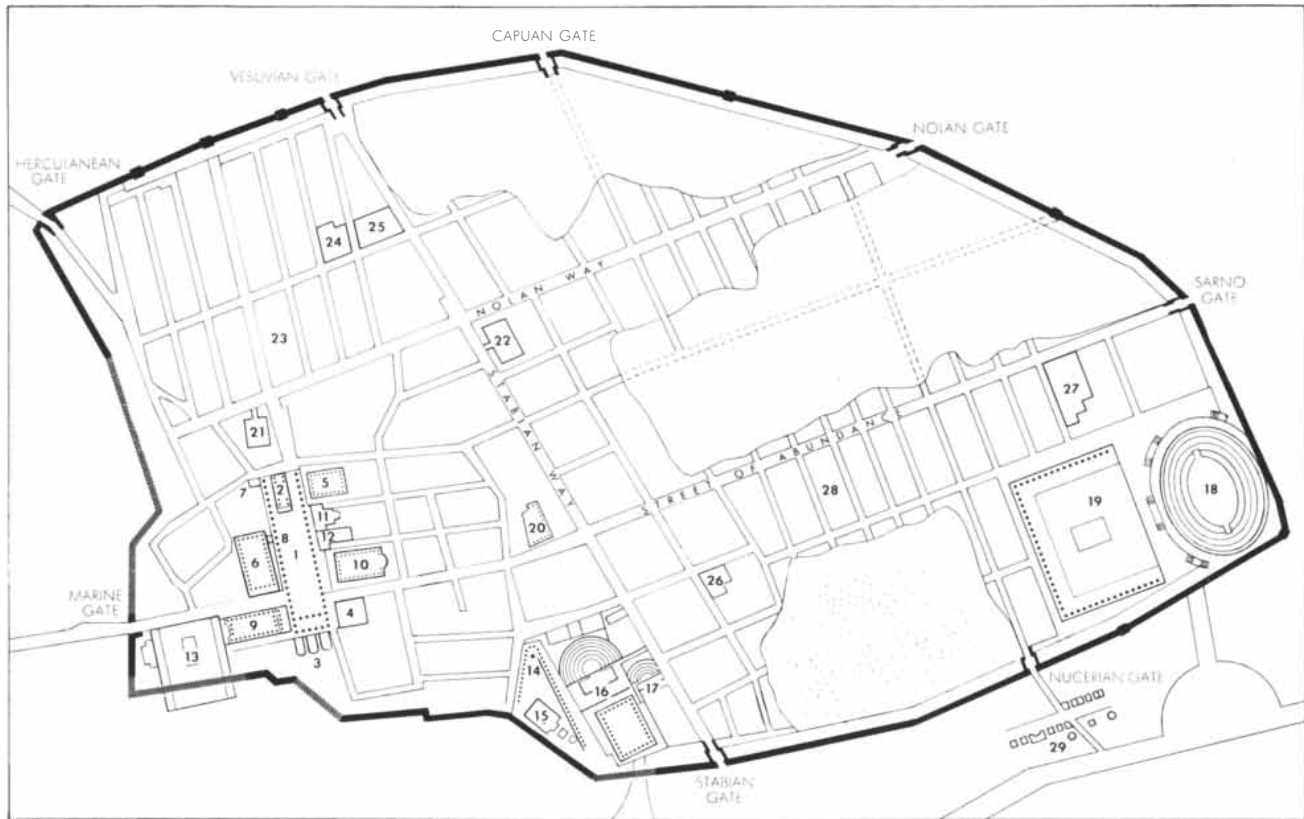 CAPUAN GATE
VESUVIAN GATE
NOLAN GATE
HERCULANEAN
GATE
25
24
NOLAN WAY
SARNO
GATE
23
22
27
STABIAN WAY
21
STREET OF ABUNDANCE
5
2
7
28
18
19
11
20
12
8
1
6
10
26
MARINE
GATE
4
9
3
13
14
17
16
NUCERIAN GATE
15
29
STABIAN
GATE